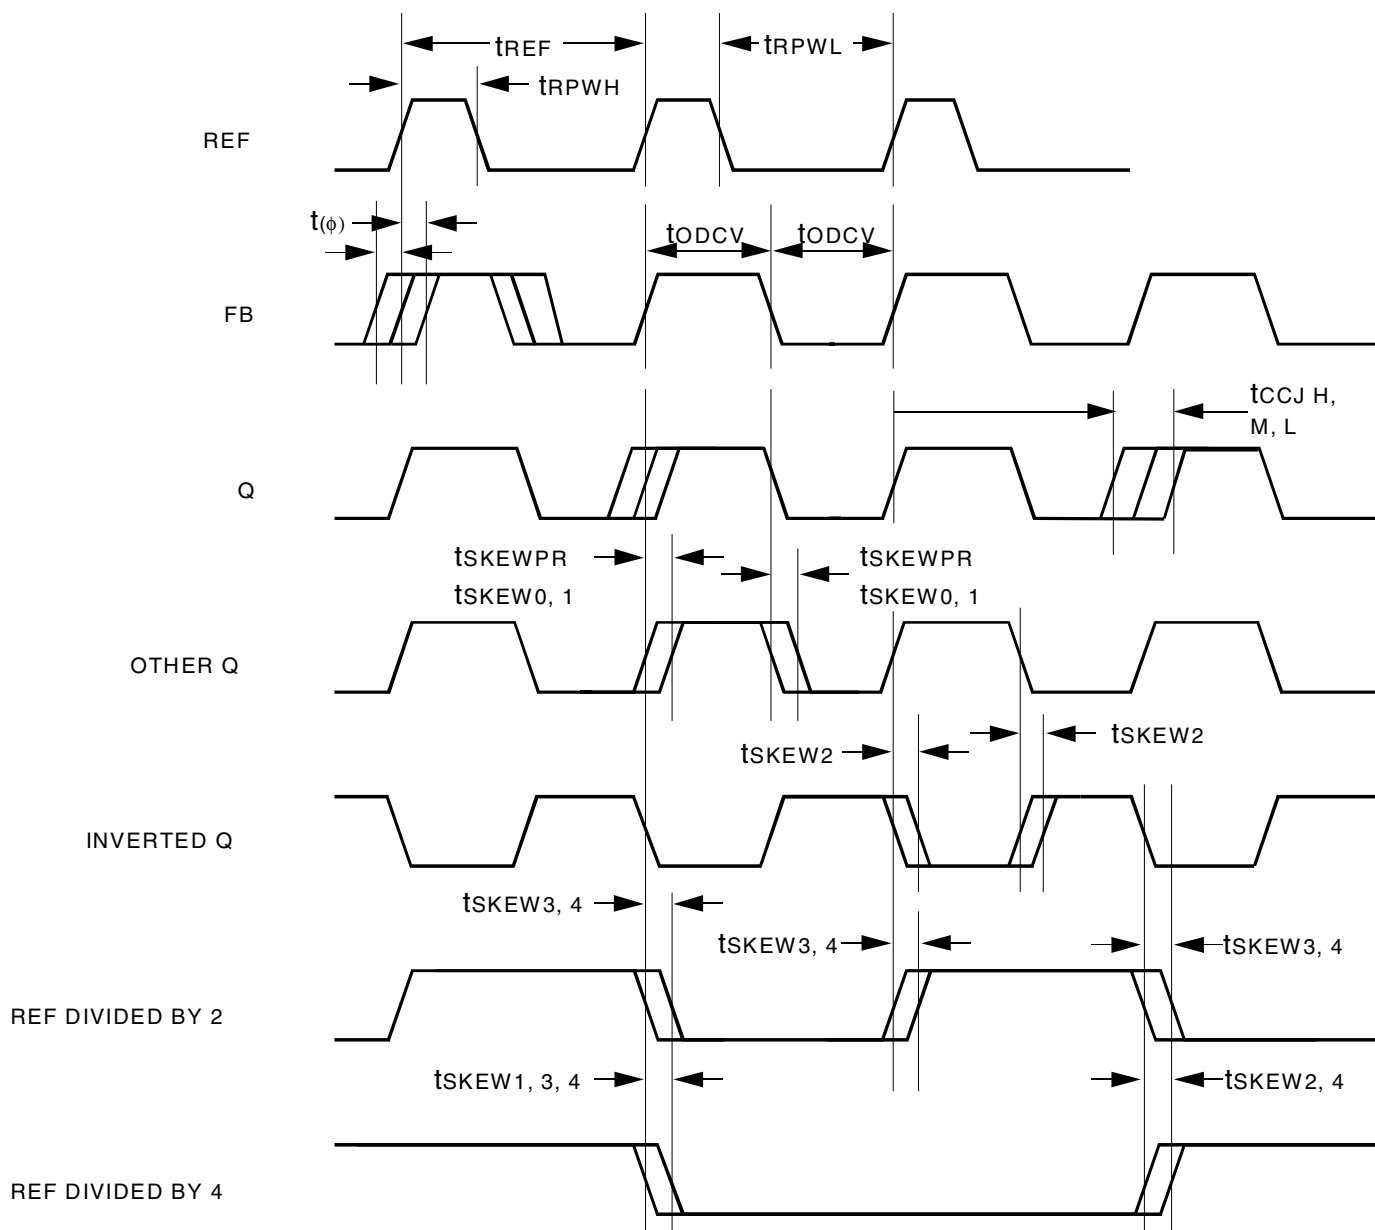 tREF
tRPWL
tRPWH
REF
t(ϕ)
tODCV
tODCV
FB
tCCJ H,
M, L
Q
tSKEWPR
tSKEW0, 1
tSKEWPR
tSKEW0, 1
OTHER Q
tSKEW2
tSKEW2
INVERTED Q
tSKEW3, 4
tSKEW3, 4
tSKEW3, 4
REF DIVIDED BY 2
tSKEW1, 3, 4
tSKEW2, 4
REF DIVIDED BY 4